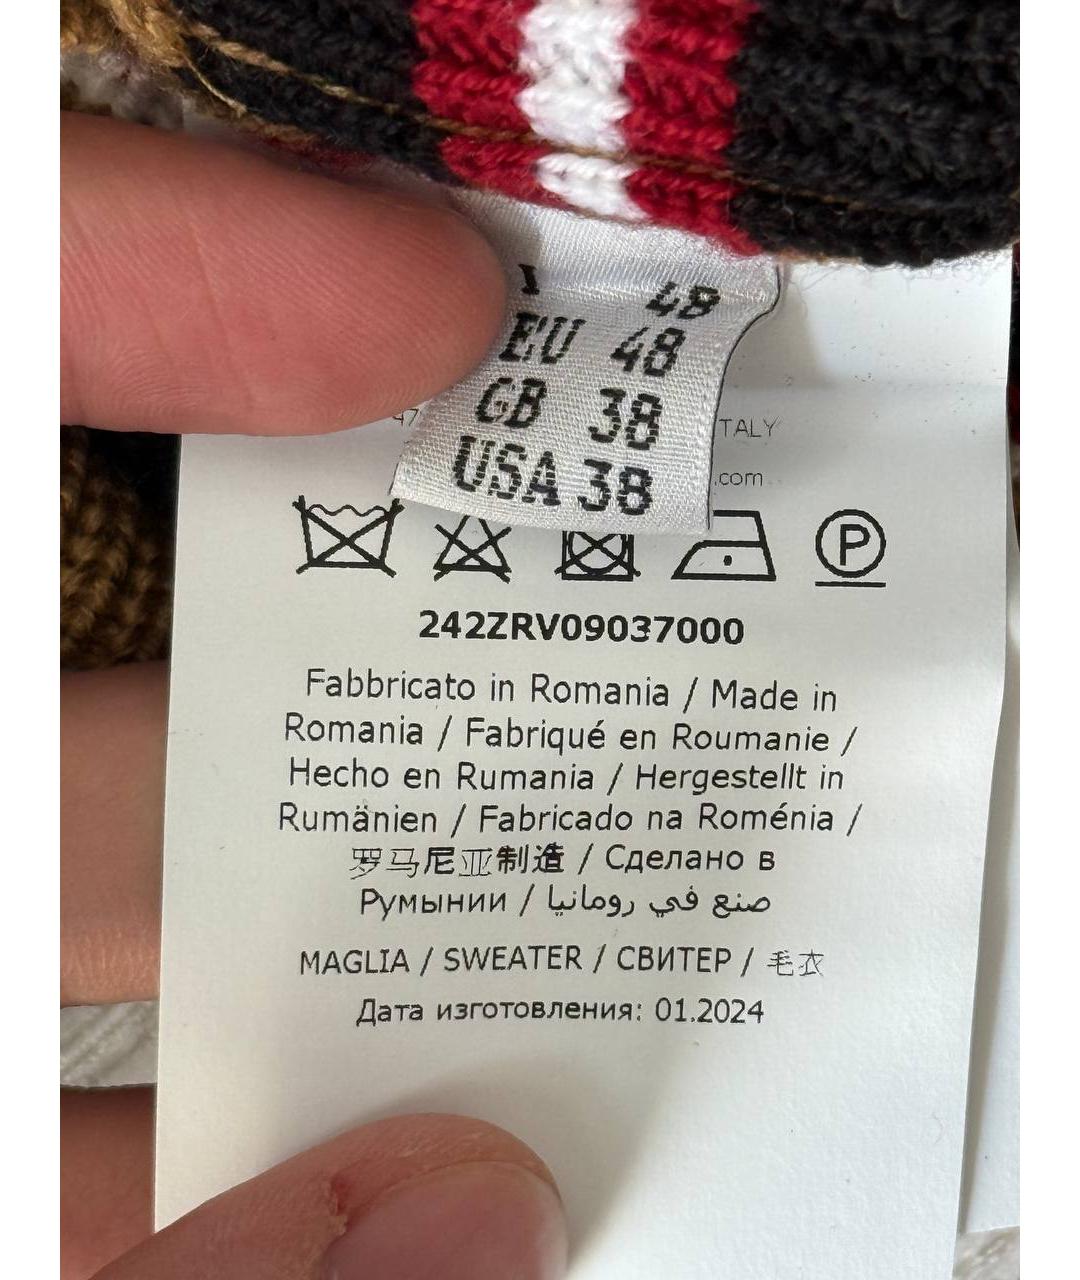 I 48
EU 48
GB 38
USA 38
47
TALY
.com
P
242ZRV09037000
Fabbricato in Romania / Made in
Romania / Fabriqué en Roumanie /
Hecho en Rumania / Hergestellt in
Rumänien / Fabricado na Roménia /
罗马尼亚制造 / Сделано в
Румынии / صنع في رومانيا
MAGLIA / SWEATER / СВИТЕР / 毛衣
Дата изготовления: 01.2024